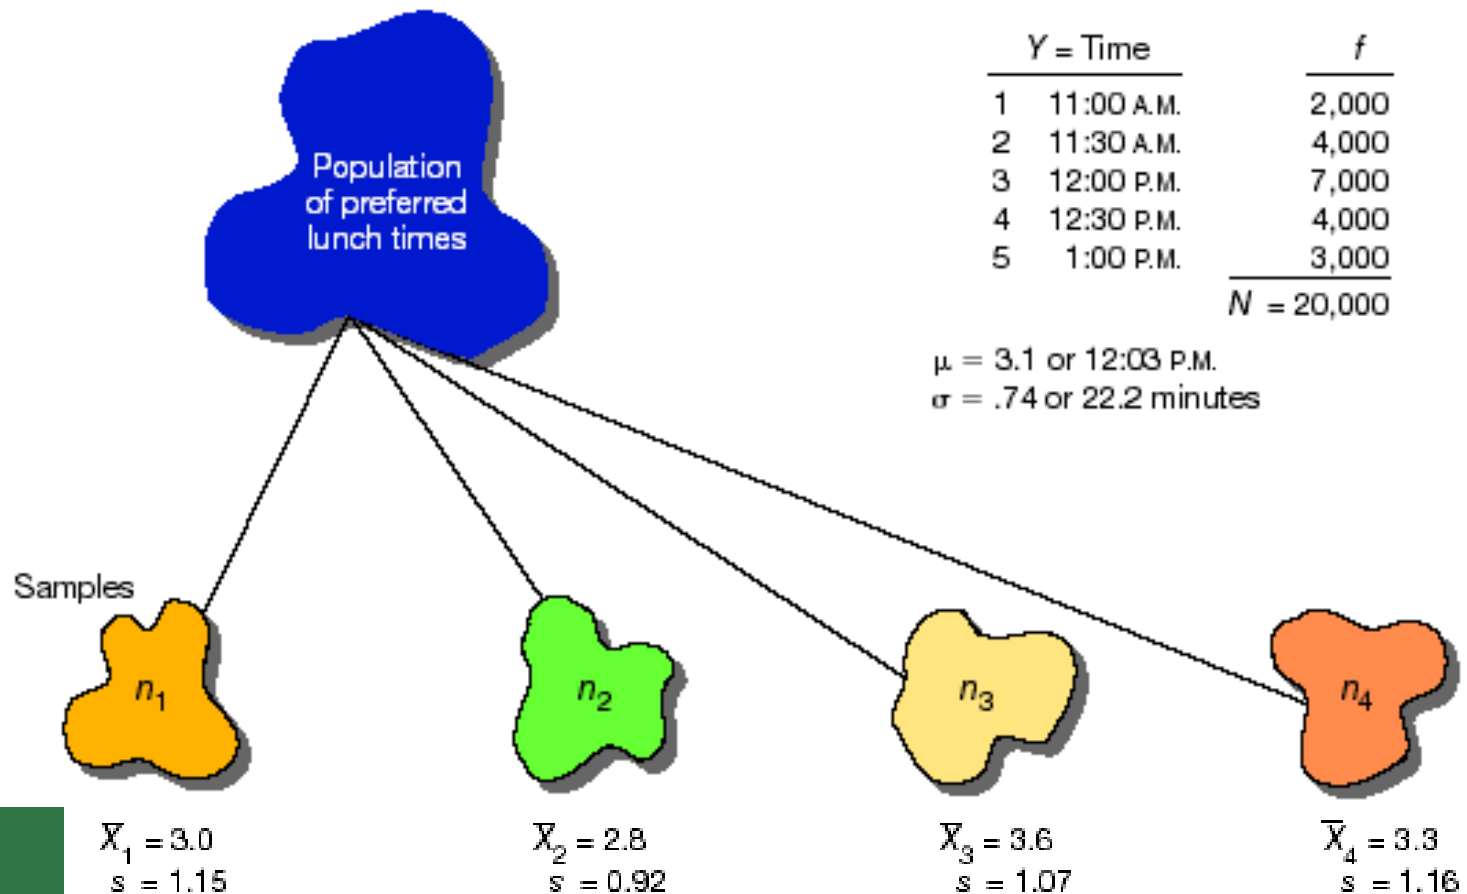 Y = Time f
1 11:00 A.M. 2,000
2 11:30 A.M. 4,000
3 12:00 P.M. 7,000
4 12:30 P.M. 4,000
5 1:00 P.M. 3,000
N = 20,000
μ = 3.1 or 12:03 P.M.
σ = .74 or 22.2 minutes
Population
of preferred
lunch times
Samples
n₁ n₂ n₃ n₄
X̅₁ = 3.0 X̅₂ = 2.8 X̅₃ = 3.6 X̅₄ = 3.3
s = 1.15 s = 0.92 s = 1.07 s = 1.16